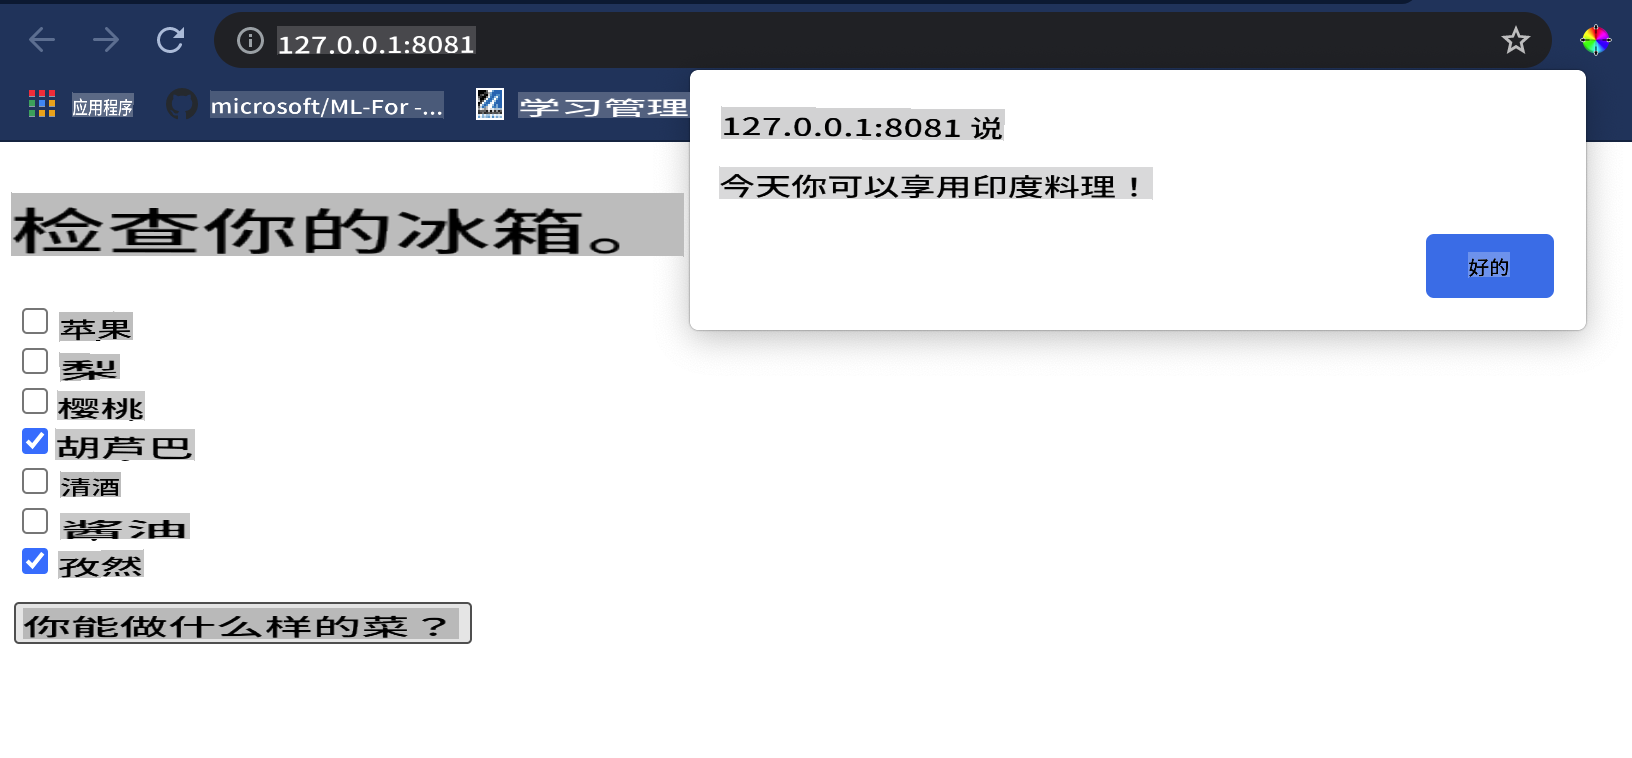 127.0.0.1:8081
应用程序
microsoft/ML-For -...
学习管理
127.0.0.1:8081 说
今天你可以享用印度料理！
好的
检查你的冰箱。
苹果
梨
樱桃
胡芦巴
清酒
醬油
孜然
你能做什么样的菜？